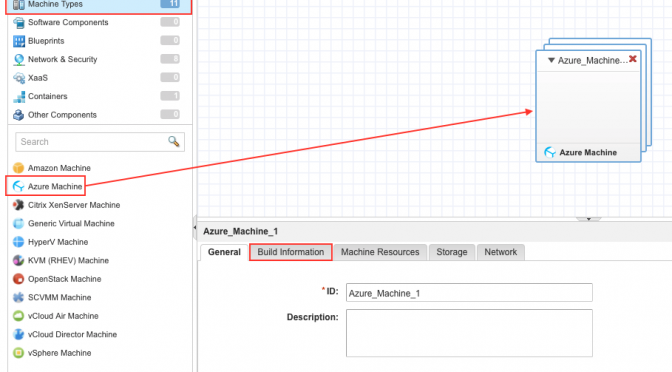 Machine Types 11
Software Components 0
Blueprints 0
Network & Security 8
XaaS 0
Containers 1
Other Components 0
Search
Amazon Machine
Azure Machine
Citrix XenServer Machine
Generic Virtual Machine
HyperV Machine
KVM (RHEV) Machine
OpenStack Machine
SCVMM Machine
vCloud Air Machine
vCloud Director Machine
vSphere Machine
Azure_Machine...
Azure Machine
Azure_Machine_1
General Build Information Machine Resources Storage Network
* ID: Azure_Machine_1
Description: